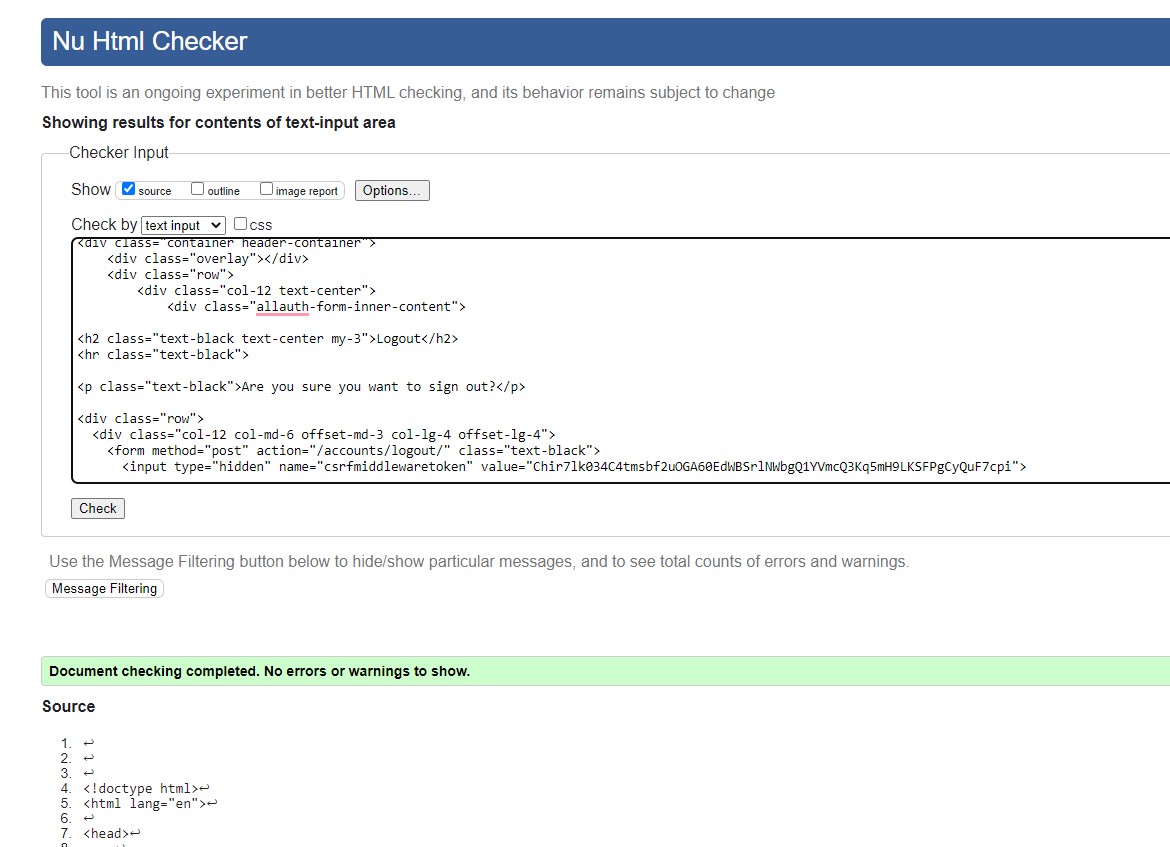 Nu Html Checker
This tool is an ongoing experiment in better HTML checking, and its behavior remains subject to change
Showing results for contents of text-input area
Checker Input
Show source outline image report Options...
Check by text input css
<div class="container header-container">
<div class="overlay"></div>
<div class="row">
<div class="col-12 text-center">
<div class="allauth-form-inner-content">
<h2 class="text-black text-center my-3">Logout</h2>
<hr class="text-black">
<p class="text-black">Are you sure you want to sign out?</p>
<div class="row">
<div class="col-12 col-md-6 offset-md-3 col-lg-4 offset-lg-4">
<form method="post" action="/accounts/logout/" class="text-black">
<input type="hidden" name="csrfmiddlewaretoken" value="Chir7lk034C4tmsbf2uOGA60EdWBSrlNWbgQ1YVmcQ3Kq5mH9LKSFPgCyQuF7cpi">
Check
Use the Message Filtering button below to hide/show particular messages, and to see total counts of errors and warnings.
Message Filtering
Document checking completed. No errors or warnings to show.
Source
1. ↩
2. ↩
3. ↩
4. <!doctype html>↩
5. <html lang="en">↩
6. ↩
7. <head>↩